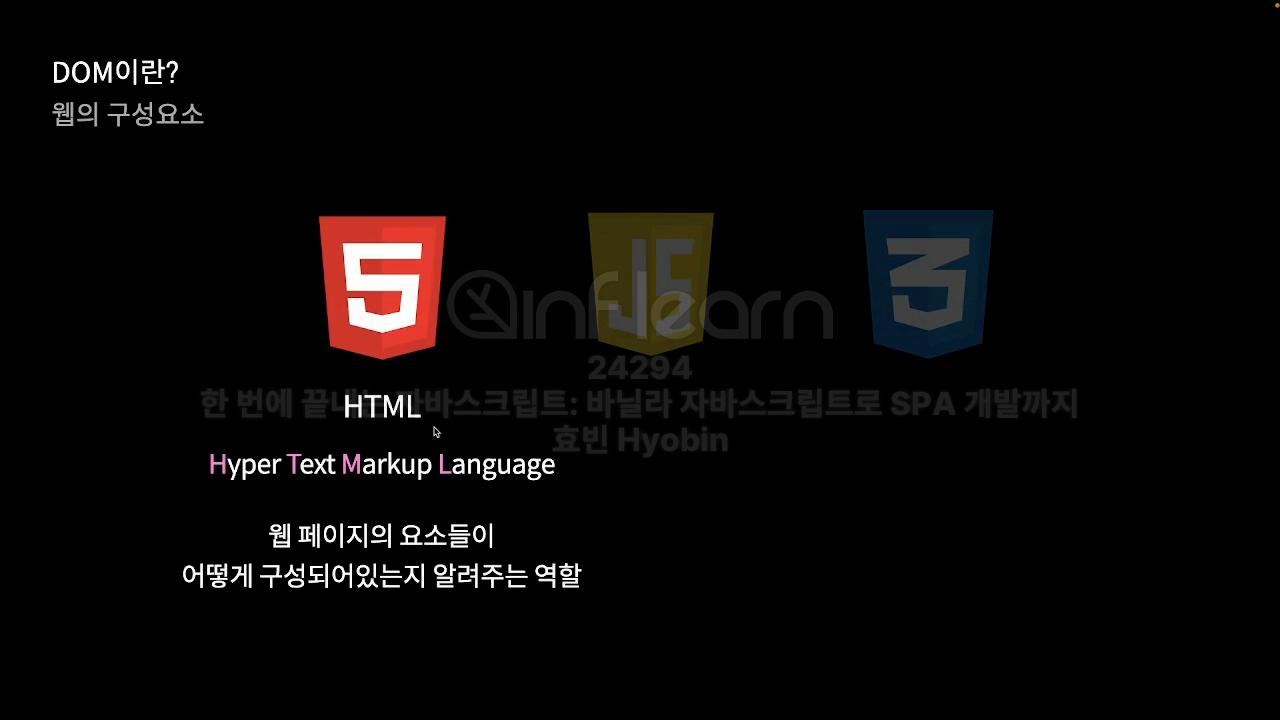 DOM이란?
웹의 구성요소
5
JS
3
inflearn
24294
한 번에 끝내는 자바스크립트: 바닐라 자바스크립트로 SPA 개발까지
효빈 Hyobin
HTML
Hyper Text Markup Language
웹 페이지의 요소들이
어떻게 구성되어있는지 알려주는 역할